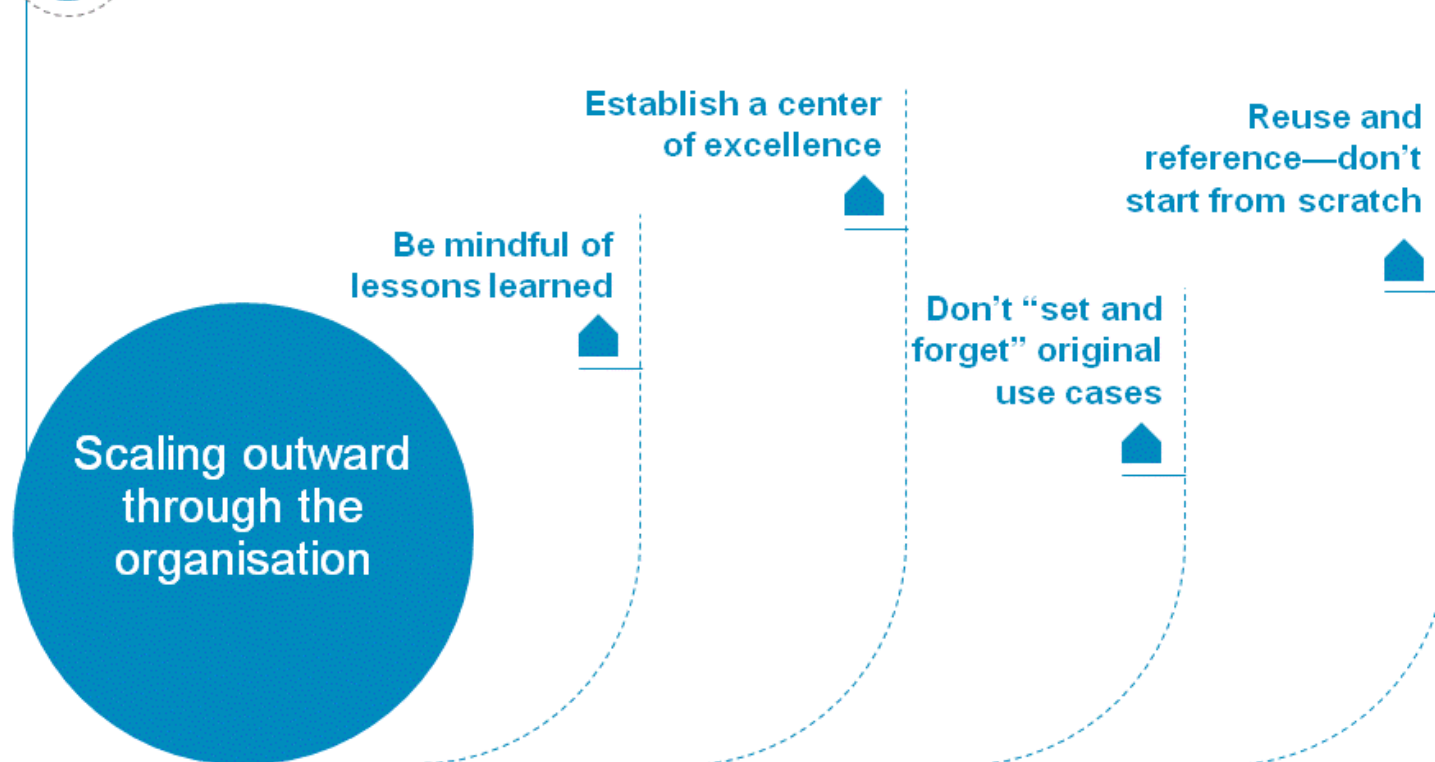 Establish a center
of excellence
Reuse and
reference—don’t
start from scratch
Be mindful of
lessons learned
Don’t “set and
forget” original
use cases
Scaling outward
through the
organisation